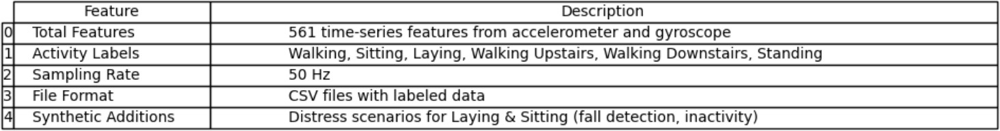 Feature Description
0 Total Features 561 time-series features from accelerometer and gyroscope
1 Activity Labels Walking, Sitting, Laying, Walking Upstairs, Walking Downstairs, Standing
2 Sampling Rate 50 Hz
3 File Format CSV files with labeled data
4 Synthetic Additions Distress scenarios for Laying & Sitting (fall detection, inactivity)